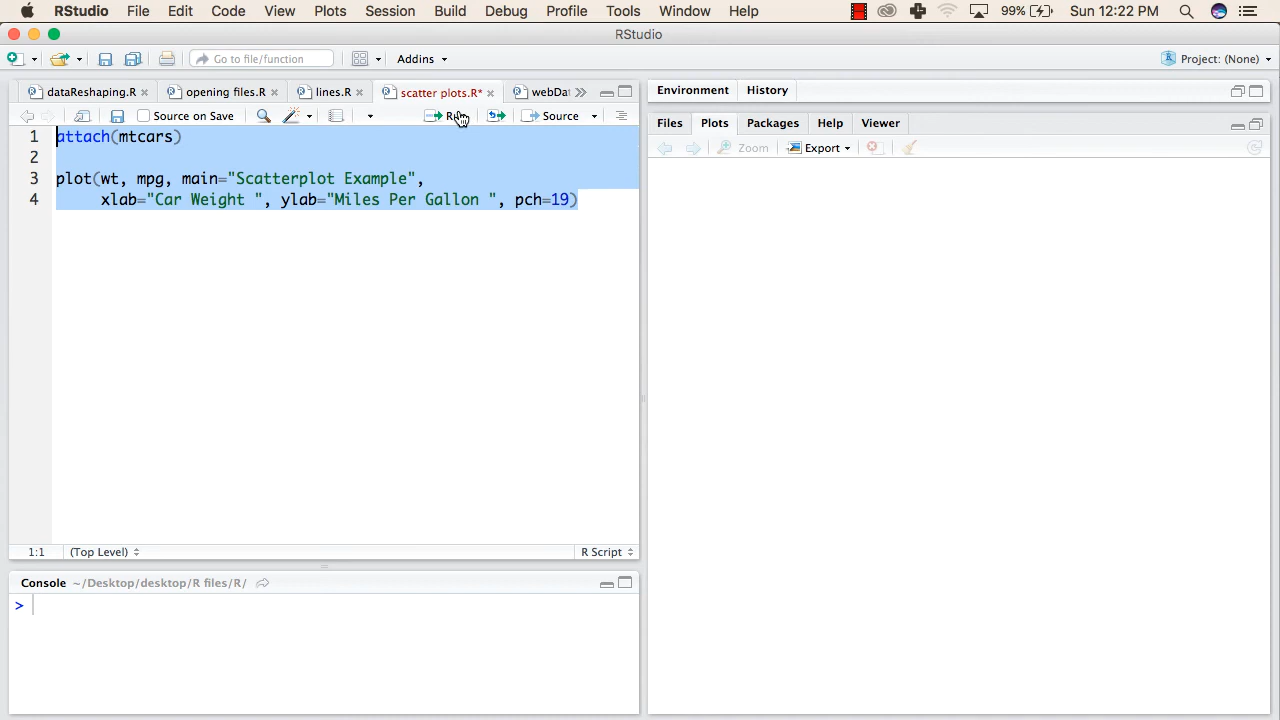 RStudio File Edit Code View Plots Session Build Debug Profile Tools Window Help 99% Sun 12:22 PM
RStudio
Go to file/function Addins Project: (None)
dataReshaping.R opening files.R lines.R scatter plots.R* webDat
Environment History
Source on Save Run Source
Files Plots Packages Help Viewer
Zoom Export
1 attach(mtcars)
2
3 plot(wt, mpg, main="Scatterplot Example",
4 xlab="Car Weight ", ylab="Miles Per Gallon ", pch=19)
1:1 (Top Level) R Script
Console ~/Desktop/desktop/R files/R/
>